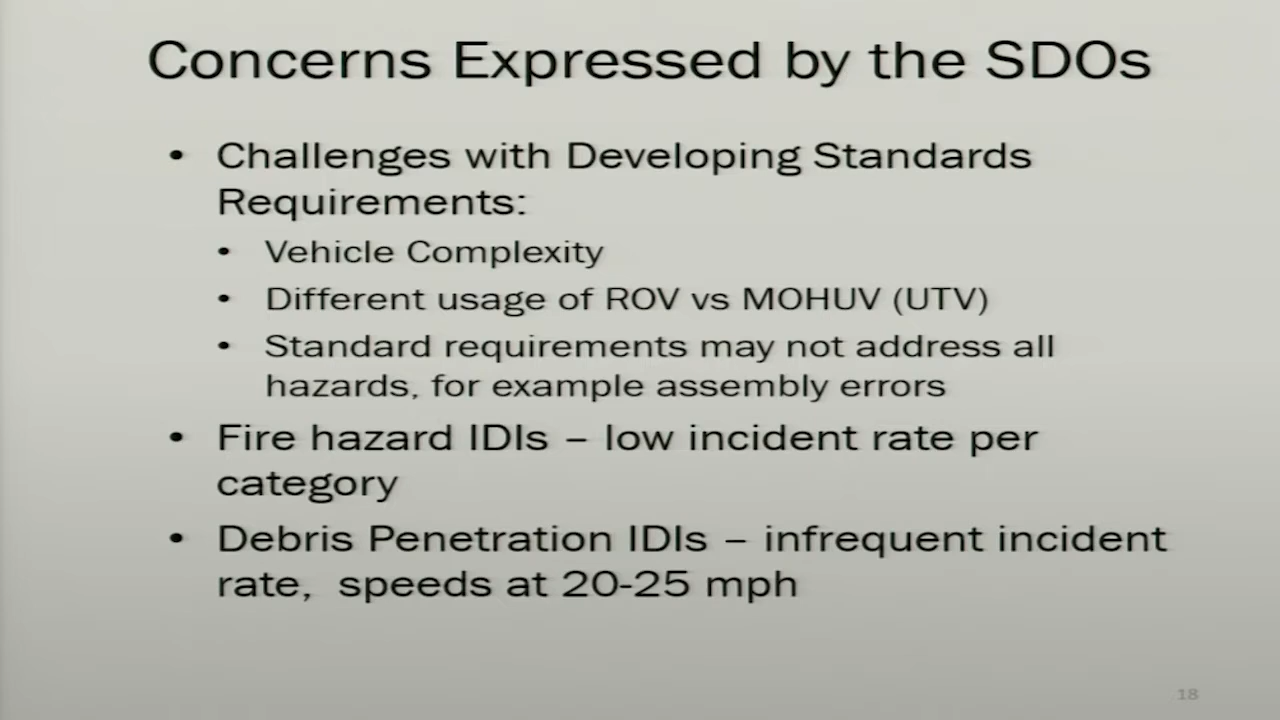 Concerns Expressed by the SDOs
• Challenges with Developing Standards
Requirements:
• Vehicle Complexity
• Different usage of ROV vs MOHUV (UTV)
• Standard requirements may not address all
hazards, for example assembly errors
• Fire hazard IDIs – low incident rate per
category
• Debris Penetration IDIs – infrequent incident
rate,  speeds at 20-25 mph
18